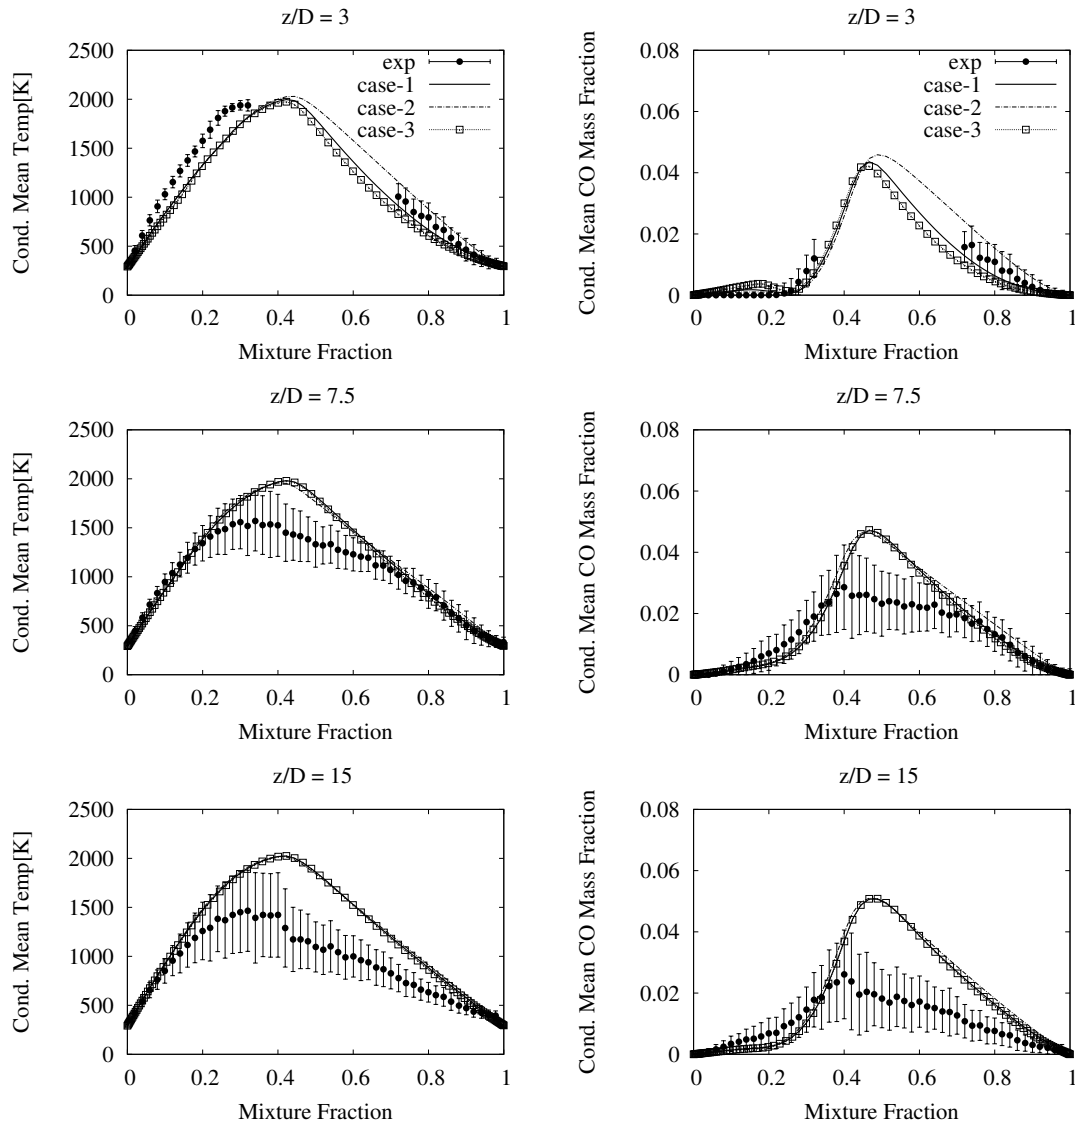 z/D = 3
Cond. Mean Temp[K]
2500
2000
1500
1000
500
0
exp
case-1
case-2
case-3
0 0.2 0.4 0.6 0.8 1
Mixture Fraction
z/D = 3
Cond. Mean CO Mass Fraction
0.08
0.06
0.04
0.02
0
exp
case-1
case-2
case-3
0 0.2 0.4 0.6 0.8 1
Mixture Fraction
z/D = 7.5
Cond. Mean Temp[K]
2500
2000
1500
1000
500
0
0 0.2 0.4 0.6 0.8 1
Mixture Fraction
z/D = 7.5
Cond. Mean CO Mass Fraction
0.08
0.06
0.04
0.02
0
0 0.2 0.4 0.6 0.8 1
Mixture Fraction
z/D = 15
Cond. Mean Temp[K]
2500
2000
1500
1000
500
0
0 0.2 0.4 0.6 0.8 1
Mixture Fraction
z/D = 15
Cond. Mean CO Mass Fraction
0.08
0.06
0.04
0.02
0
0 0.2 0.4 0.6 0.8 1
Mixture Fraction